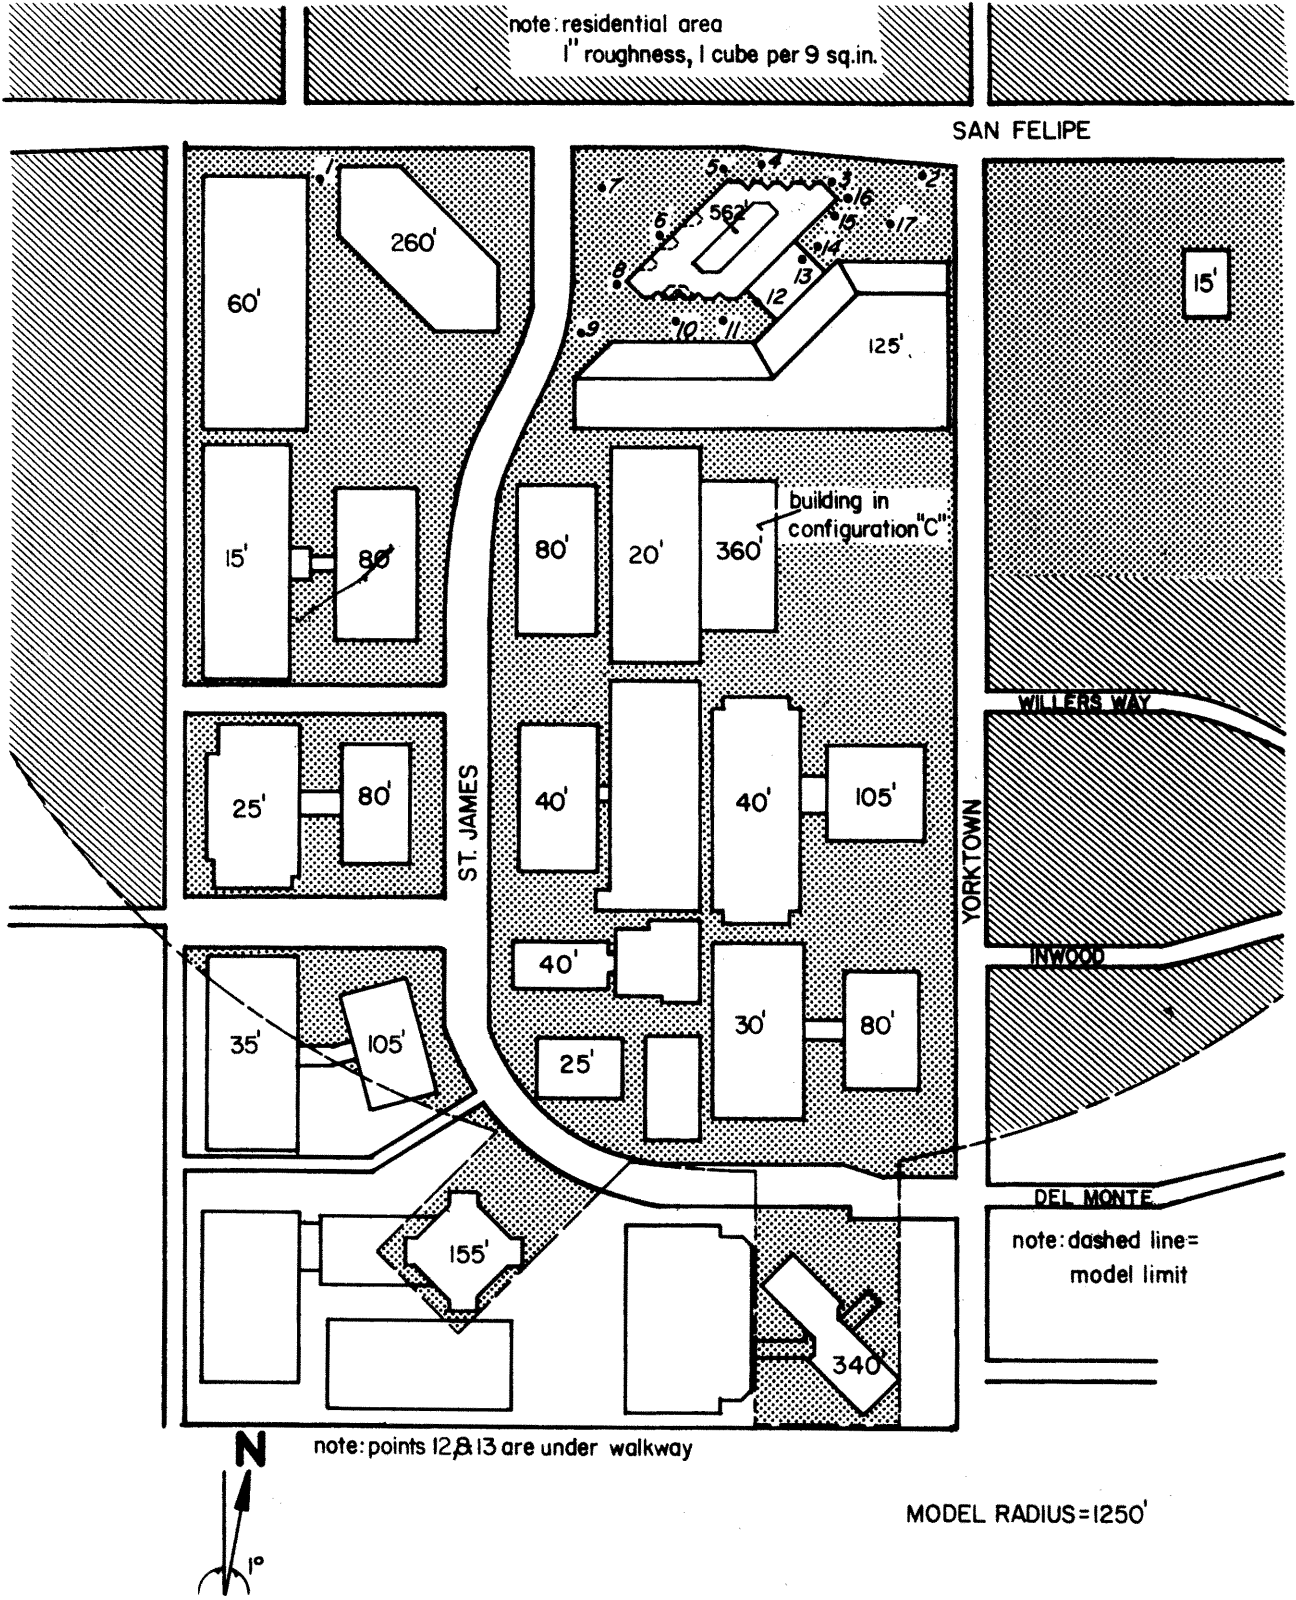 note: residential area
1" roughness, 1 cube per 9 sq.in.
SAN FELIPE
1
5
4
3
2
7
16
562'
15
17
6
260'
14
13
8
15'
60'
12
9
10
11
125'
building in
configuration "C"
15'
80'
80'
20'
360'
WILLERS WAY
ST. JAMES
25'
80'
40'
40'
105'
YORKTOWN
40'
INWOOD
35'
105'
30'
80'
25'
DEL MONTE
155'
note: dashed line=
model limit
340'
N
note: points 12,&13 are under walkway
MODEL RADIUS=1250'
1°